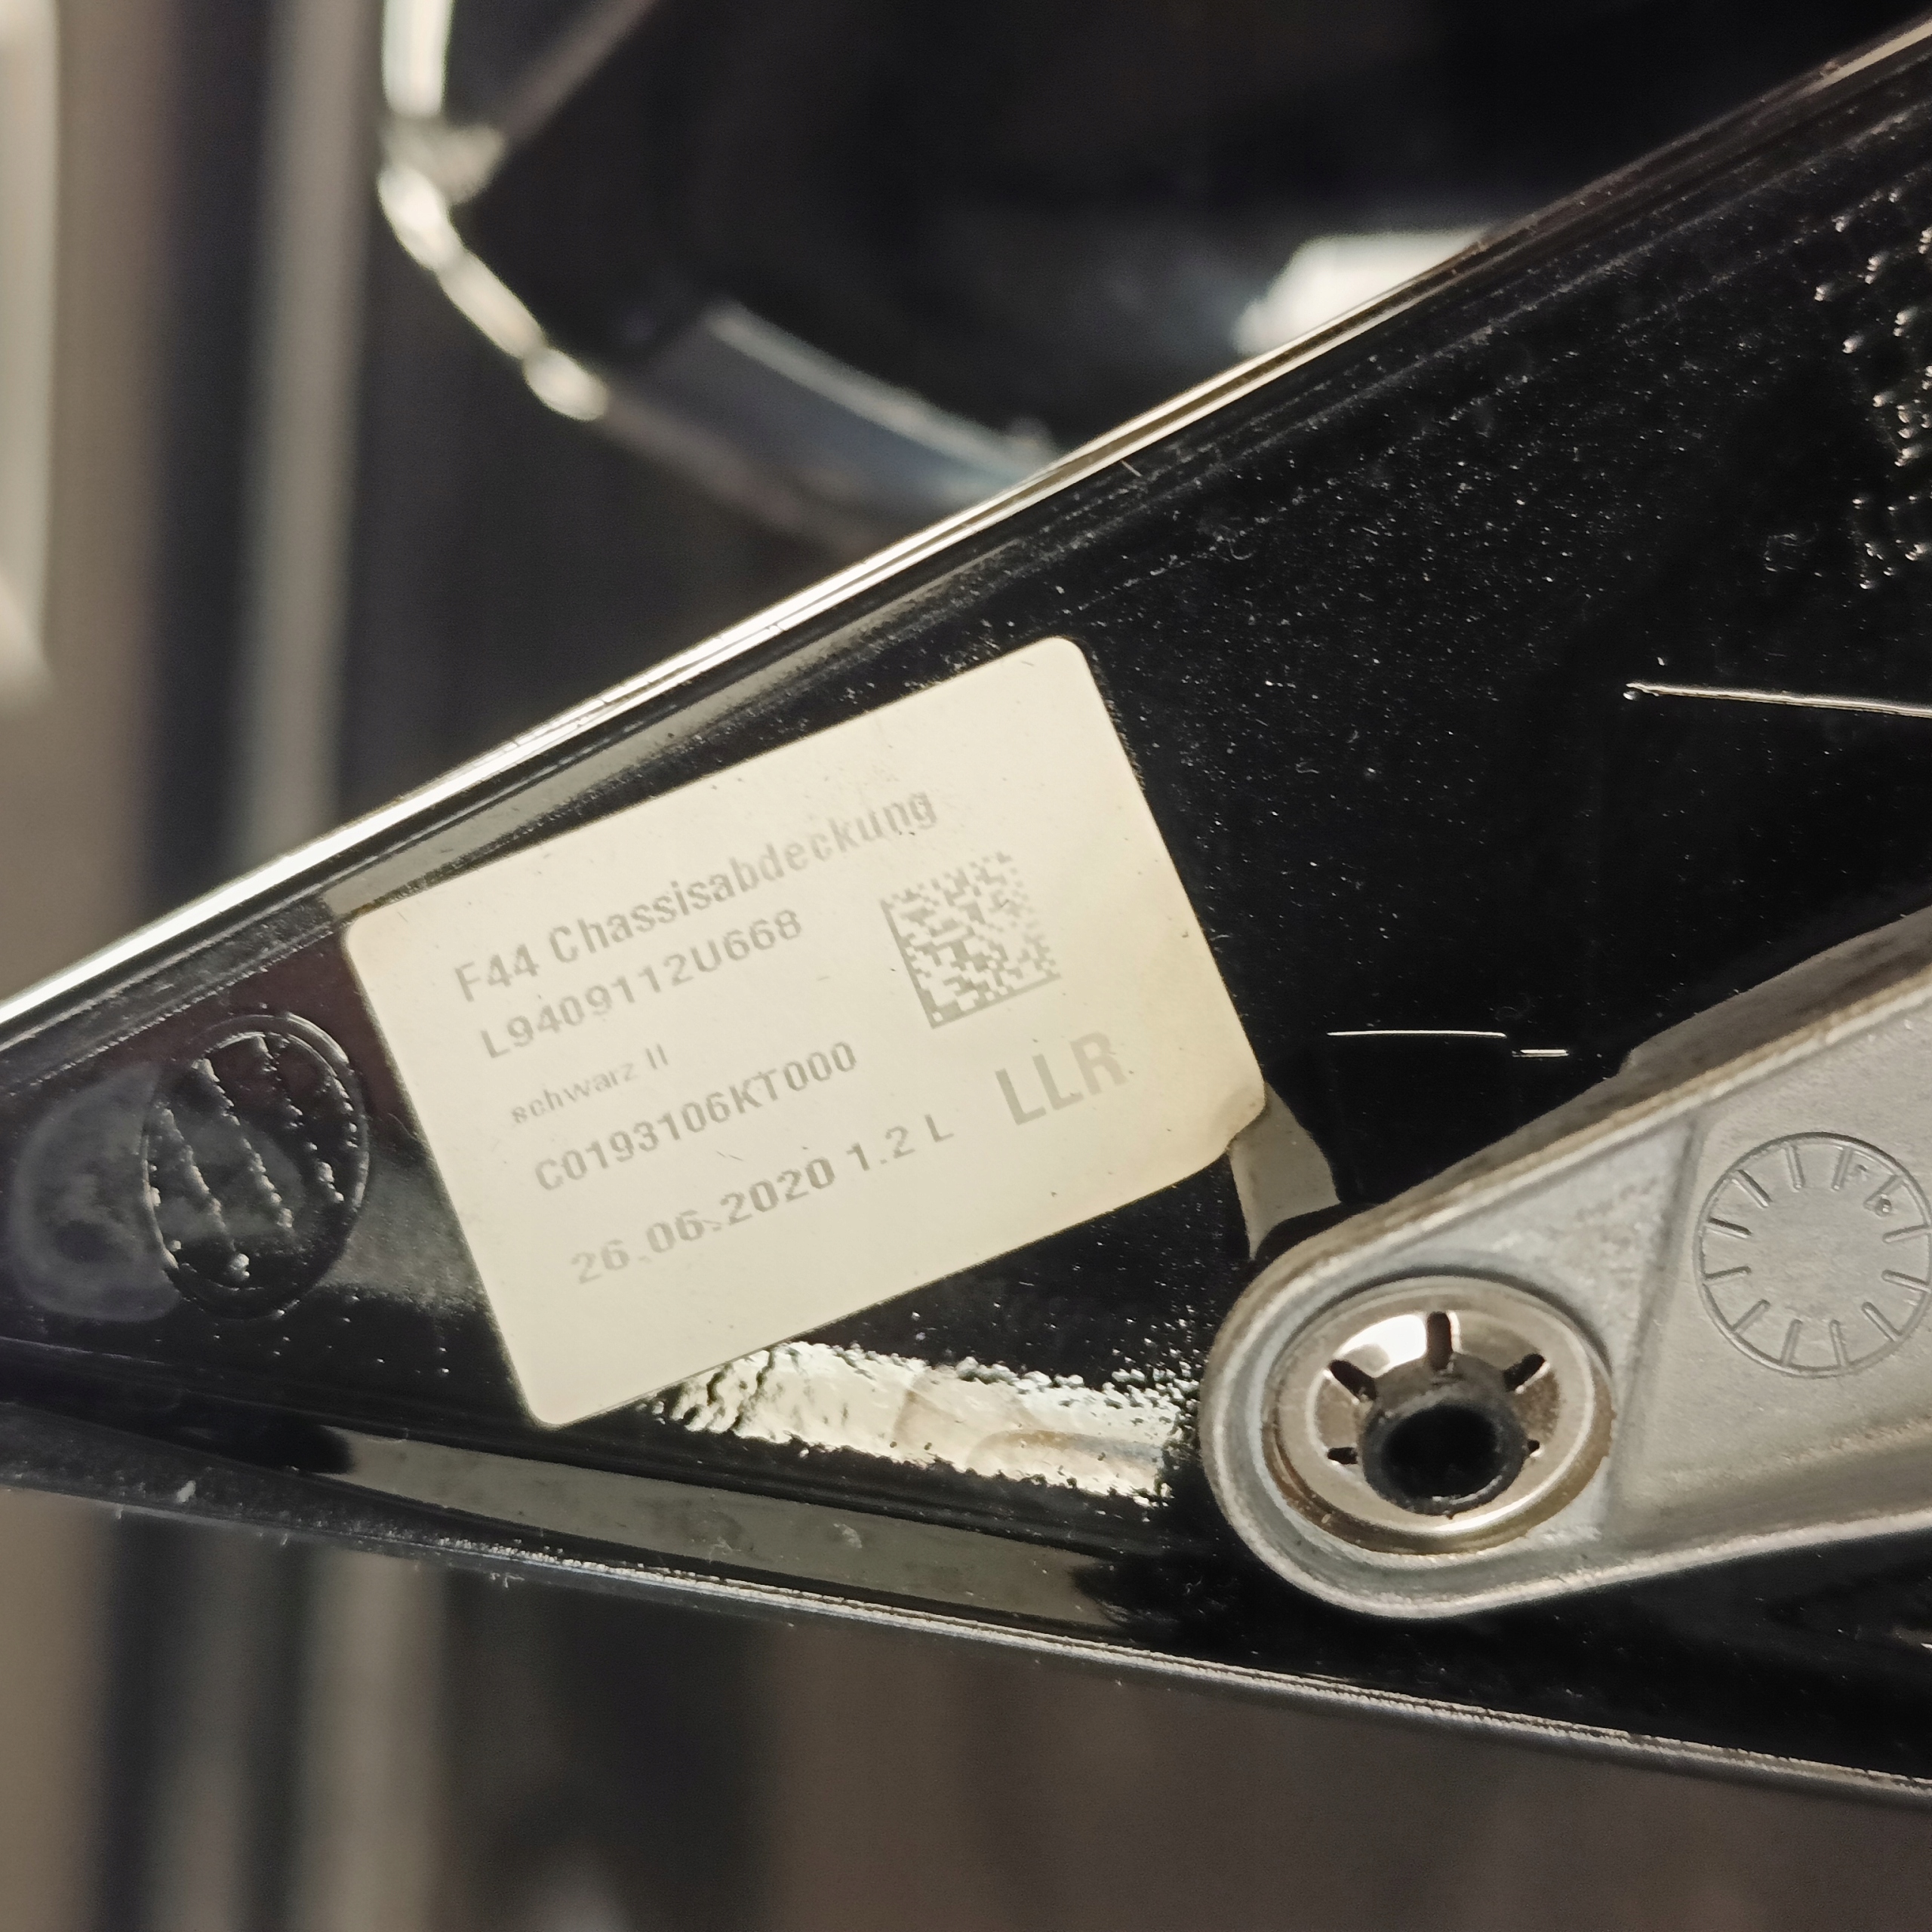 F44 Chassisabdeckung
L9409112U668
schwarz II
C0193106KT000
LLR
26.06.2020 1.2 L